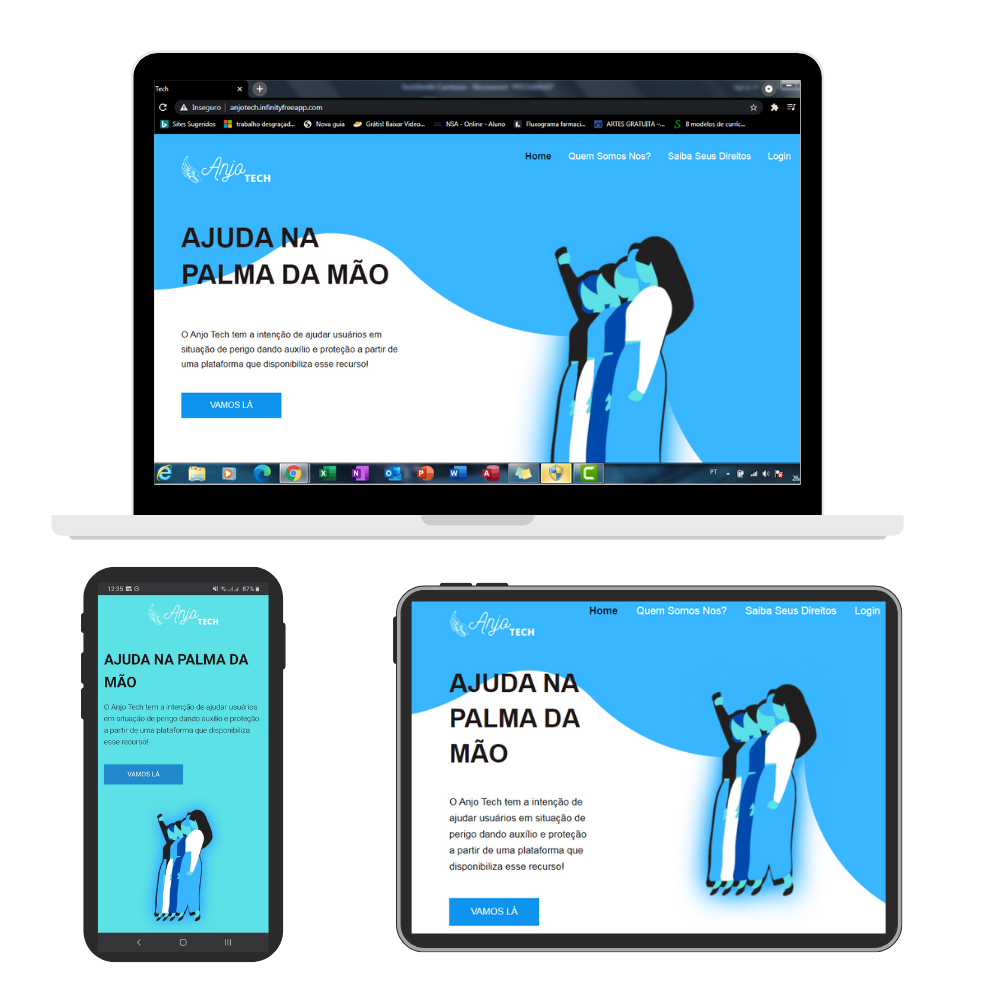 Tech
Inseguro | anjotech.infinityfreeapp.com
Sites Sugeridos trabalho desgraçad... Nova guia Grátis! Baixar Video... NSA - Online - Aluno Fluxograma farmaci... ARTES GRATUITA –... 8 modelos de curríc...
Anjo TECH
Home Quem Somos Nos? Saiba Seus Direitos Login
AJUDA NA
PALMA DA MÃO
O Anjo Tech tem a intenção de ajudar usuários em
situação de perigo dando auxílio e proteção a partir de
uma plataforma que disponibiliza esse recurso!
VAMOS LÁ
PT
26
12:35 87%
Anjo TECH
AJUDA NA PALMA DA
MÃO
O Anjo Tech tem a intenção de ajudar usuários
em situação de perigo dando auxílio e proteção
a partir de uma plataforma que disponibiliza
esse recurso!
VAMOS LÁ
Anjo TECH
Home Quem Somos Nos? Saiba Seus Direitos Login
AJUDA NA
PALMA DA
MÃO
O Anjo Tech tem a intenção de
ajudar usuários em situação de
perigo dando auxílio e proteção
a partir de uma plataforma que
disponibiliza esse recurso!
VAMOS LÁ